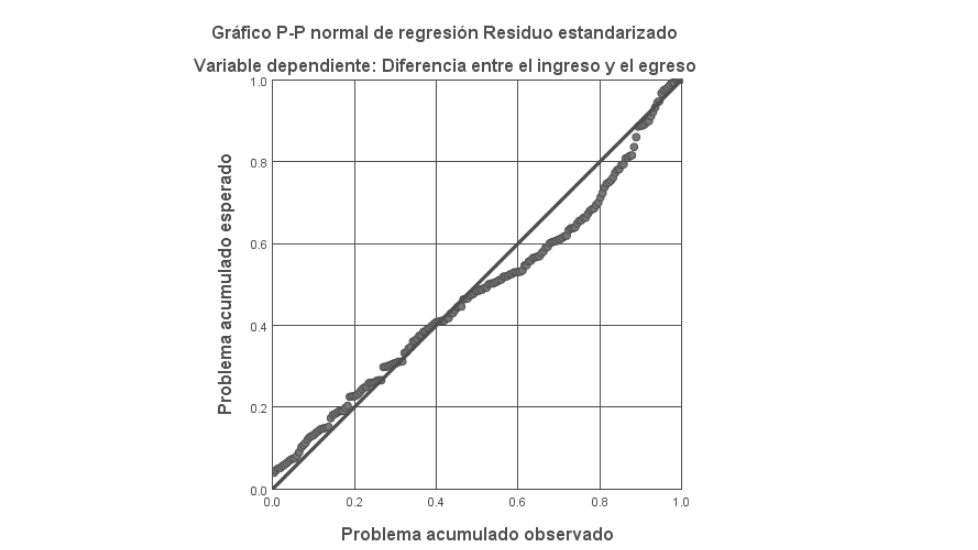 Gráfico P-P normal de regresión Residuo estandarizado
Variable dependiente: Diferencia entre el ingreso y el egreso
1.0
0.8
0.6
0.4
0.2
0.0
Problema acumulado esperado
0.0 0.2 0.4 0.6 0.8 1.0
Problema acumulado observado